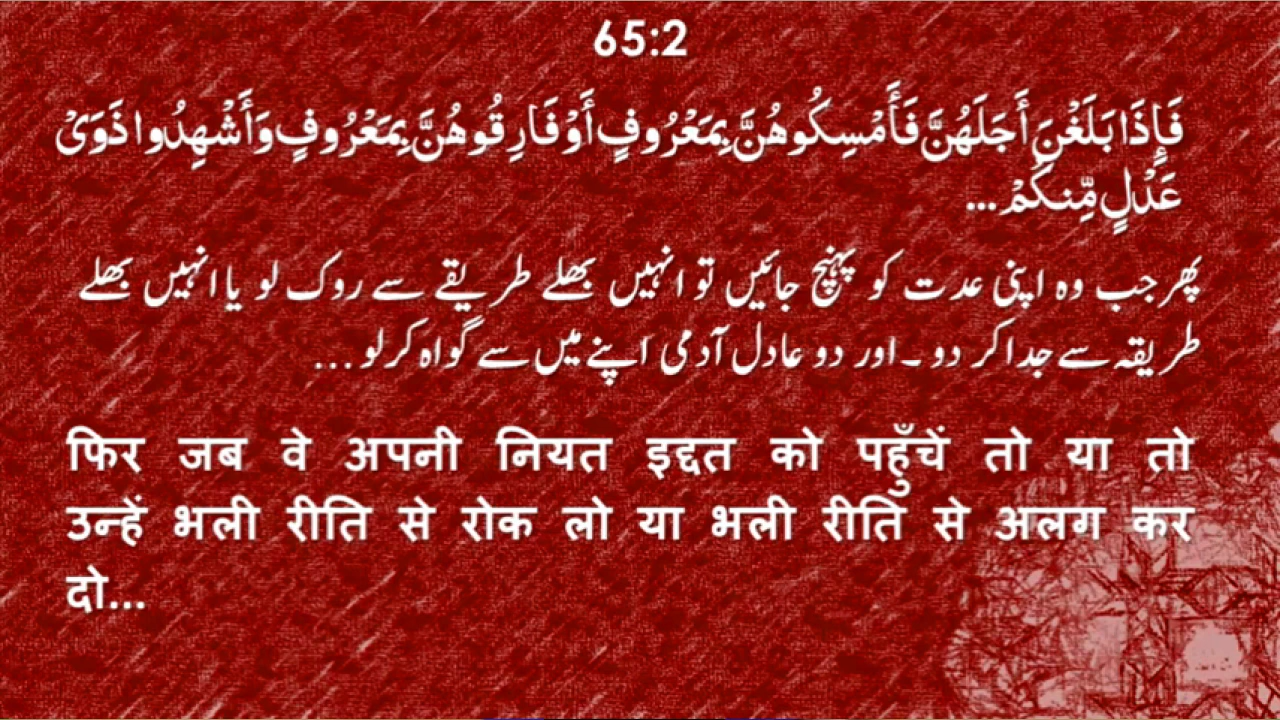 65:2
فَإِذَا بَلَغْنَ أَجَلَهُنَّ فَأَمْسِكُوهُنَّ بِمَعْرُوفٍ أَوْ فَارِقُوهُنَّ بِمَعْرُوفٍ وَأَشْهِدُوا ذَوَىْ
عَدْلٍ مِّنكُمْ...
پھر جب وہ اپنی عدت کو پہنچ جائیں تو انہیں بھلے طریقے سے روک لو یا انہیں بھلے
طریقہ سے جدا کر دو ۔ اور دو عادل آدمی اپنے میں سے گواہ کر لو ...
फिर जब वे अपनी नियत इद्दत को पहुँचें तो या तो
उन्हें भली रीति से रोक लो या भली रीति से अलग कर
दो...